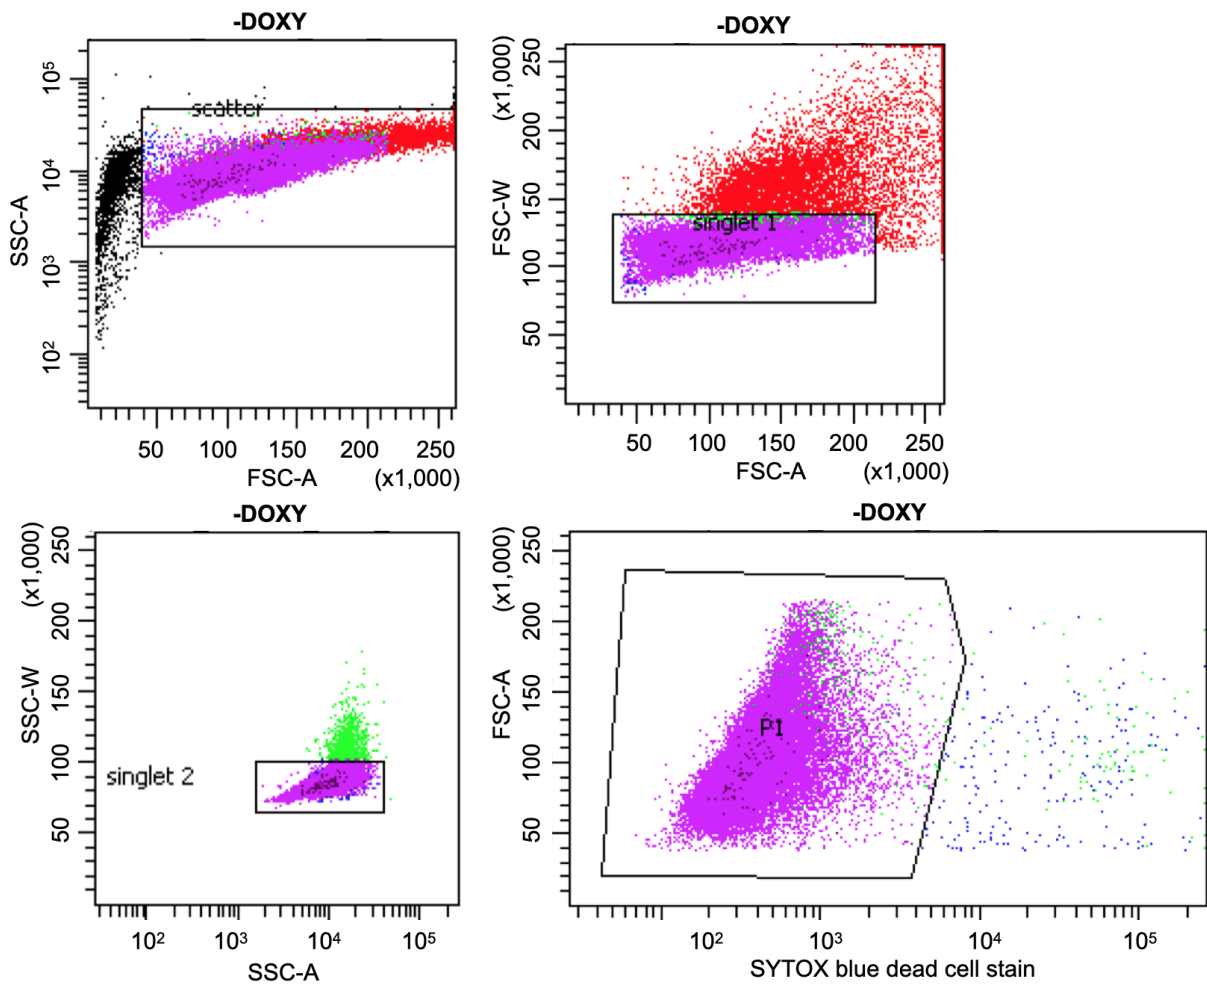 -DOXY
10⁵
10⁴
10³
10²
SSC-A
scatter
50 100 150 200 250
FSC-A (x1,000)
-DOXY
(x1,000)
250
200
150
100
50
FSC-W
singlet 1
50 100 150 200 250
FSC-A (x1,000)
-DOXY
(x1,000)
250
200
150
100
50
SSC-W
singlet 2
10² 10³ 10⁴ 10⁵
SSC-A
-DOXY
(x1,000)
250
200
150
100
50
FSC-A
P1
10² 10³ 10⁴ 10⁵
SYTOX blue dead cell stain